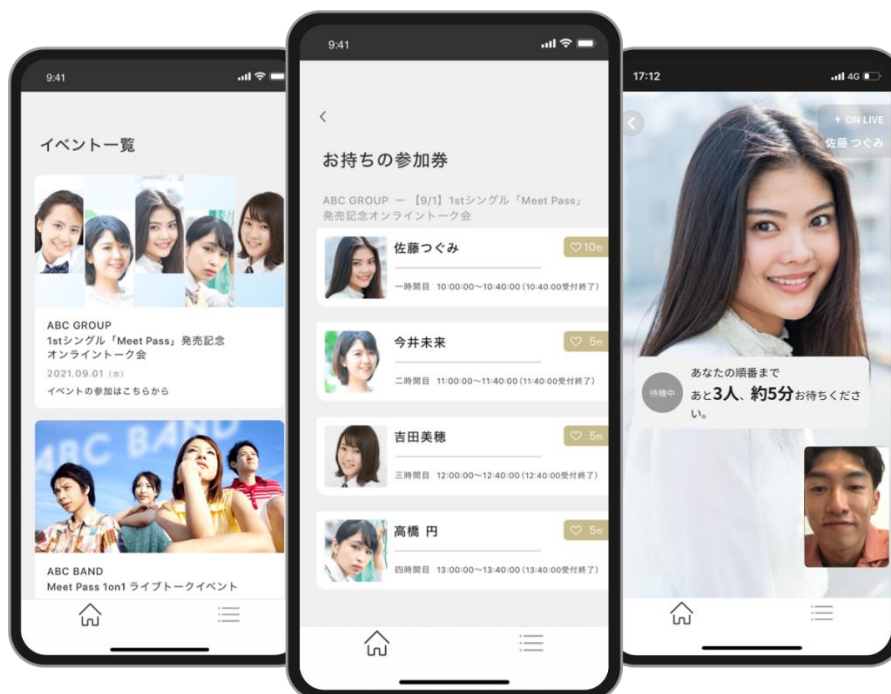 9:41
イベント一覧
ABC GROUP
1stシングル「Meet Pass」発売記念
オンライントーク会
2021.09.01 (水)
イベントの参加はこちらから
ABC BAND
ABC BAND
Meet Pass 1on1 ライブトークイベント
9:41
お持ちの参加券
ABC GROUP ー 【9/1】1stシングル「Meet Pass」
発売記念オンライントーク会
佐藤つぐみ
♡10枚
一時間目 10:00:00〜10:40:00(10:40:00受付終了)
今井未来
♡ 5枚
二時間目 11:00:00〜11:40:00(11:40:00受付終了)
吉田美穂
♡ 5枚
三時間目 12:00:00〜12:40:00(12:40:00受付終了)
高橋 円
♡ 5枚
四時間目 13:00:00〜13:40:00(13:40:00受付終了)
17:12
4G
ON LIVE
佐藤 つぐみ
待機中
あなたの順番まで
あと3人、約5分お待ちくださ
い。